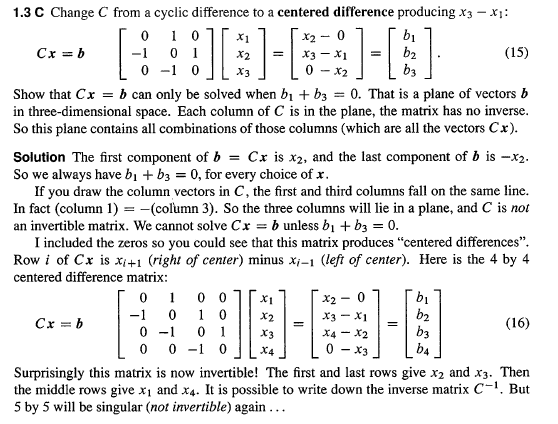 1.3 C Change C from a cyclic difference to a centered difference producing x3 − x1:
Cx = b [ 0 1 0 ] [ x1 ] = [ x2 − 0 ] = [ b1 ]
[ −1 0 1 ] [ x2 ] = [ x3 − x1 ] = [ b2 ] . (15)
[ 0 −1 0 ] [ x3 ] [ 0 − x2 ] [ b3 ]
Show that Cx = b can only be solved when b1 + b3 = 0. That is a plane of vectors b
in three-dimensional space. Each column of C is in the plane, the matrix has no inverse.
So this plane contains all combinations of those columns (which are all the vectors Cx).
Solution The first component of b = Cx is x2, and the last component of b is −x2.
So we always have b1 + b3 = 0, for every choice of x.
If you draw the column vectors in C, the first and third columns fall on the same line.
In fact (column 1) = −(column 3). So the three columns will lie in a plane, and C is not
an invertible matrix. We cannot solve Cx = b unless b1 + b3 = 0.
I included the zeros so you could see that this matrix produces “centered differences”.
Row i of Cx is xi+1 (right of center) minus xi−1 (left of center). Here is the 4 by 4
centered difference matrix:
Cx = b [ 0 1 0 0 ] [ x1 ] [ x2 − 0 ] [ b1 ]
[ −1 0 1 0 ] [ x2 ] = [ x3 − x1 ] = [ b2 ] (16)
[ 0 −1 0 1 ] [ x3 ] [ x4 − x2 ] [ b3 ]
[ 0 0 −1 0 ] [ x4 ] [ 0 − x3 ] [ b4 ]
Surprisingly this matrix is now invertible! The first and last rows give x2 and x3. Then
the middle rows give x1 and x4. It is possible to write down the inverse matrix C−1. But
5 by 5 will be singular (not invertible) again . . .